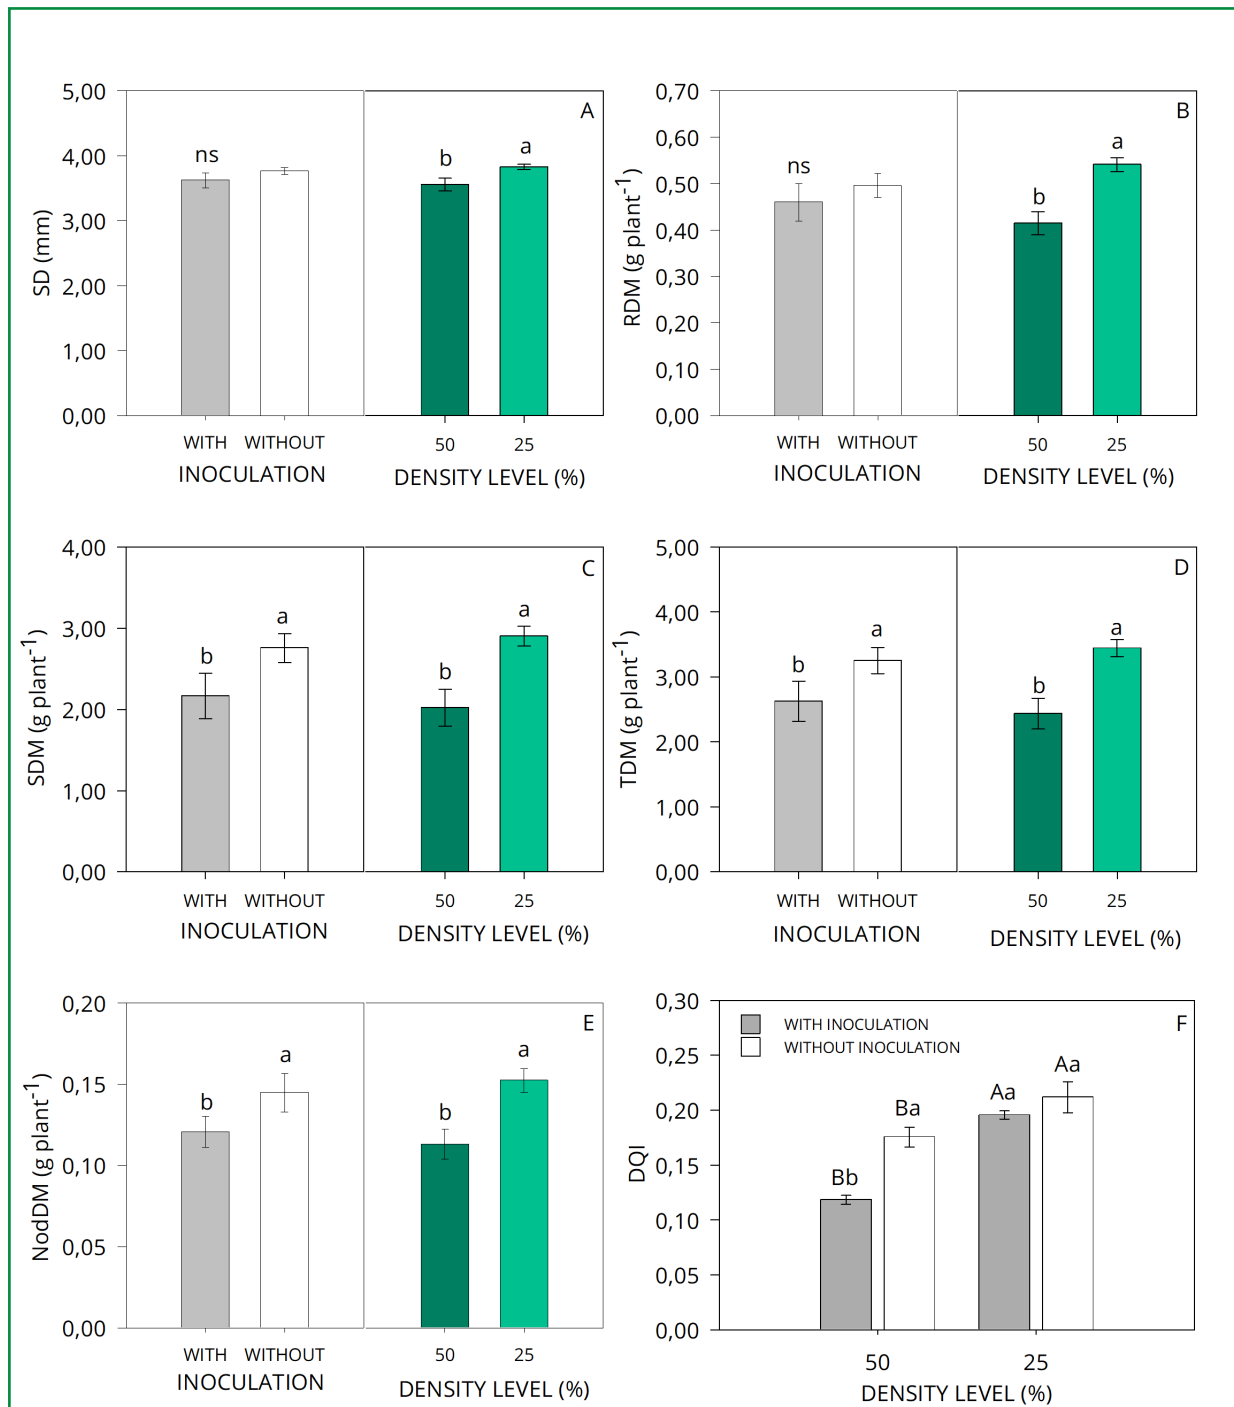 A
5,00
4,00
3,00
2,00
1,00
0,00
SD (mm)
ns
b
a
WITH WITHOUT
50 25
INOCULATION
DENSITY LEVEL (%)
B
0,70
0,60
0,50
0,40
0,30
0,20
0,10
0,00
RDM (g plant-1)
ns
b
a
WITH WITHOUT
50 25
INOCULATION
DENSITY LEVEL (%)
C
4,00
3,00
2,00
1,00
0,00
SDM (g plant-1)
b
a
b
a
WITH WITHOUT
50 25
INOCULATION
DENSITY LEVEL (%)
D
5,00
4,00
3,00
2,00
1,00
0,00
TDM (g plant-1)
b
a
b
a
WITH WITHOUT
50 25
INOCULATION
DENSITY LEVEL (%)
E
0,20
0,15
0,10
0,05
0,00
NodDM (g plant-1)
b
a
b
a
WITH WITHOUT
50 25
INOCULATION
DENSITY LEVEL (%)
F
0,30
0,25
0,20
0,15
0,10
0,05
0,00
DQI
WITH INOCULATION
WITHOUT INOCULATION
Bb
Ba
Aa
Aa
50 25
DENSITY LEVEL (%)